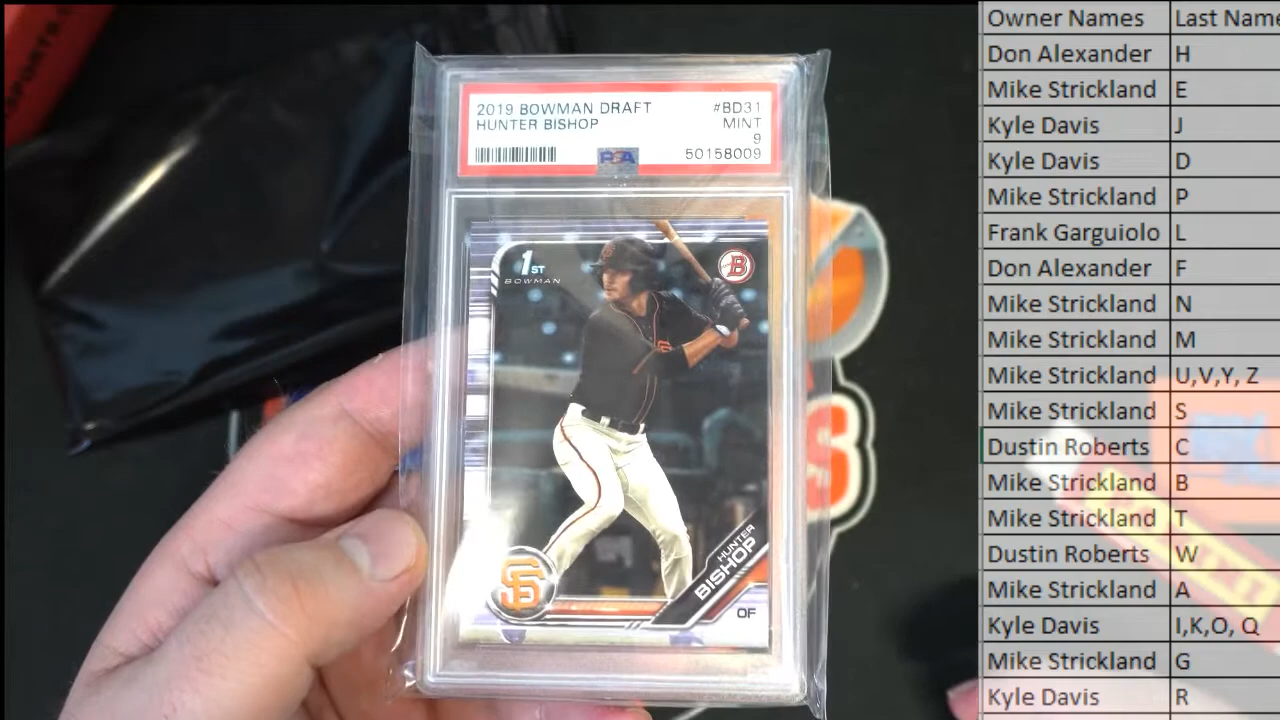 2019 BOWMAN DRAFT #BD31
HUNTER BISHOP MINT
9
PSA 50158009
1ST
BOWMAN
B
HUNTER
BISHOP
SF
OF
SPORTS
Owner Names Last Name
Don Alexander H
Mike Strickland E
Kyle Davis J
Kyle Davis D
Mike Strickland P
Frank Garguiolo L
Don Alexander F
Mike Strickland N
Mike Strickland M
Mike Strickland U,V,Y, Z
Mike Strickland S
Dustin Roberts C
Mike Strickland B
Mike Strickland T
Dustin Roberts W
Mike Strickland A
Kyle Davis I,K,O, Q
Mike Strickland G
Kyle Davis R